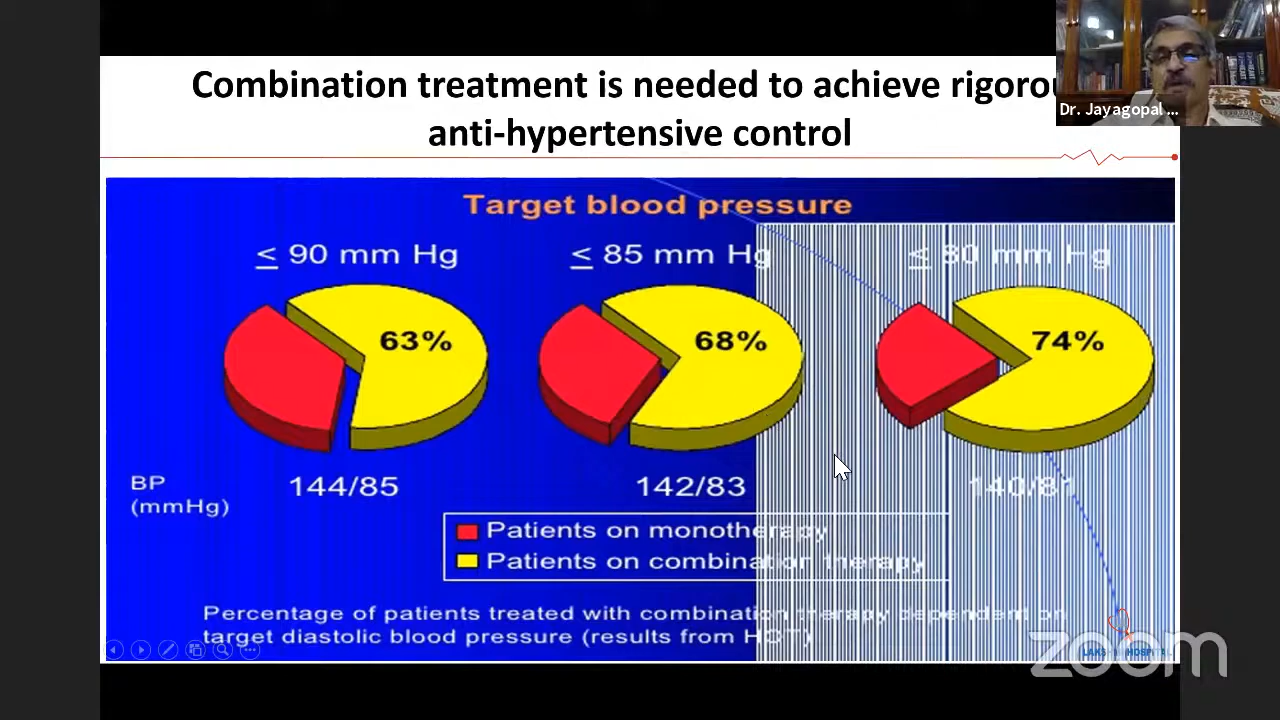 Combination treatment is needed to achieve
anti-hypertensive control
Dr. Jayagopal ...
Target blood pressure
≤ 90 mm Hg
≤ 85 mm Hg
≤ 80 mm Hg
63%
68%
74%
BP
(mmHg)
144/85
142/83
140/81
Patients on monotherapy
Patients on combination therapy
Percentage of patients treated with combination therapy dependent on
target diastolic blood pressure (results from HOT)
zoom
HOSPITAL